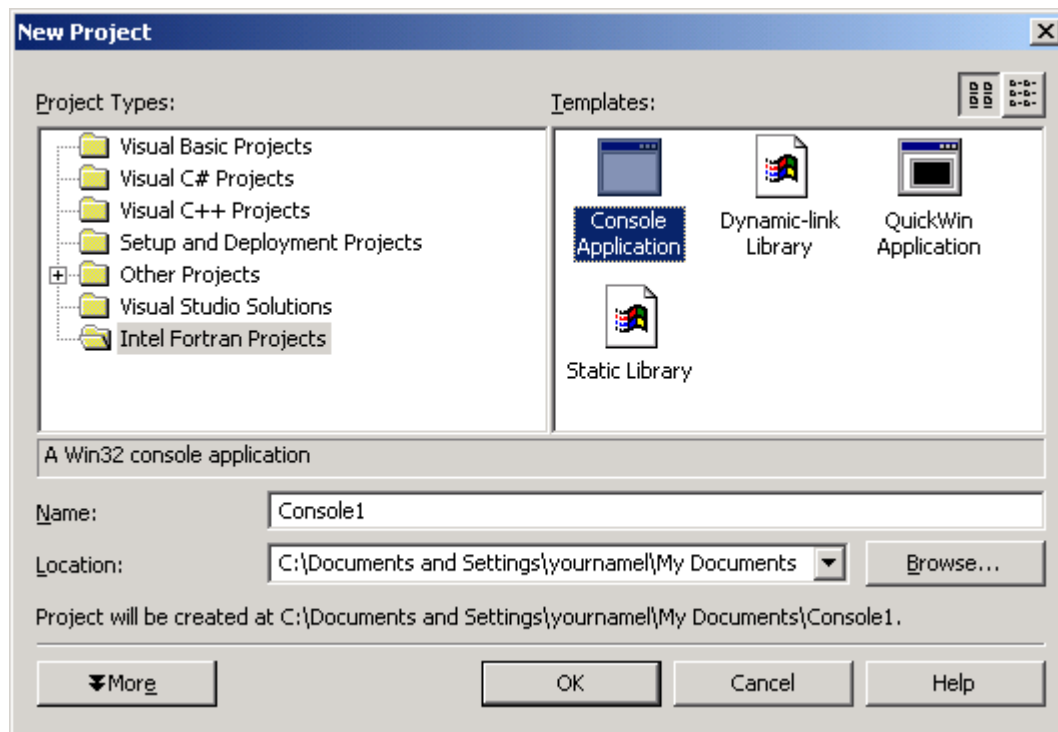 New Project
Project Types:
Templates:
Visual Basic Projects
Visual C# Projects
Visual C++ Projects
Setup and Deployment Projects
Other Projects
Visual Studio Solutions
Intel Fortran Projects
Console
Application
Dynamic-link
Library
QuickWin
Application
Static Library
A Win32 console application
Name:
Console1
Location:
C:\Documents and Settings\yournamel\My Documents
Browse...
Project will be created at C:\Documents and Settings\yournamel\My Documents\Console1.
More
OK
Cancel
Help